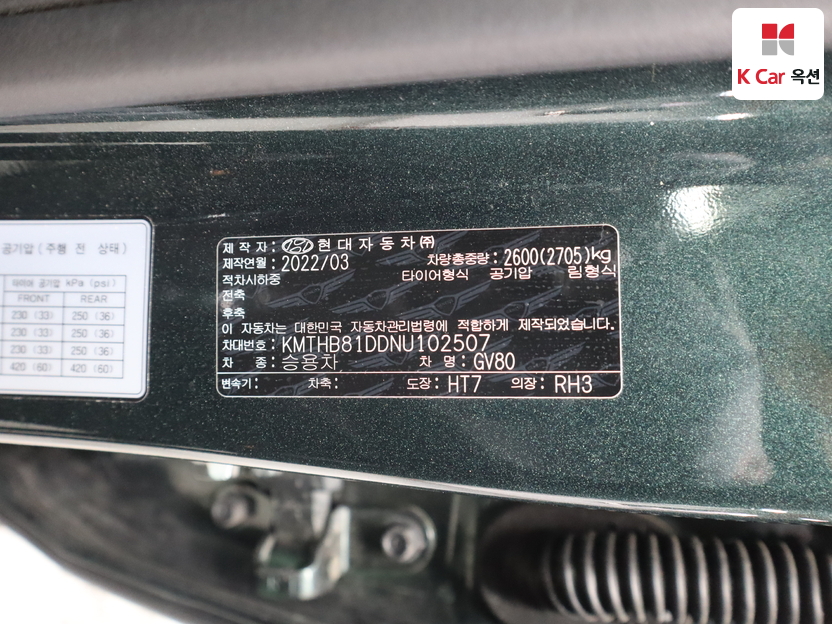 K Car 옥션
공기압 (주행 전 상태)
타이어 공기압 kPa (psi)
FRONT REAR
230 (33) 250 (36)
230 (33) 250 (36)
230 (33) 250 (36)
420 (60) 420 (60)
제 작 자 : 현대자동차㈜
제작연월 : 2022/03 차량총중량 : 2600(2705)kg
적차시하중 타이어형식 공기압 림형식
전축
후축
이 자동차는 대한민국 자동차관리법령에 적합하게 제작되었습니다.
차대번호 : KMTHB81DDNU102507
차 종 : 승용차 차 명 : GV80
변속기 : 차축 : 도장 : HT7 의장 : RH3